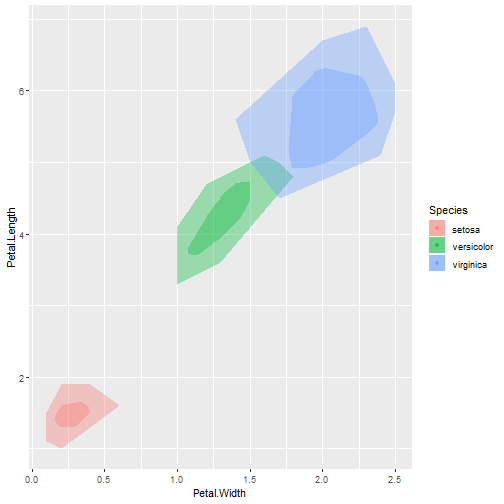 6
4
2
Petal.Length
0.0 0.5 1.0 1.5 2.0 2.5
Petal.Width
Species
setosa
versicolor
virginica